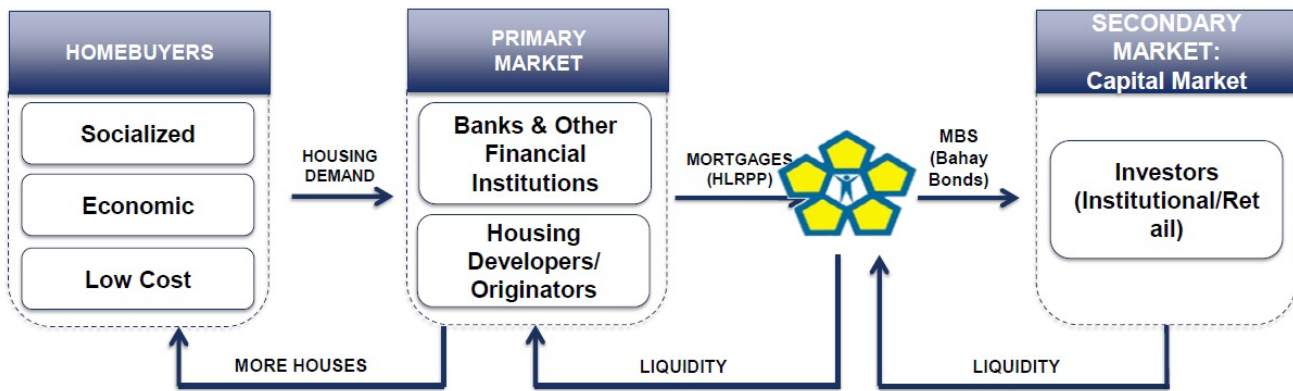 HOMEBUYERS
Socialized
Economic
Low Cost
HOUSING
DEMAND
PRIMARY
MARKET
Banks & Other
Financial
Institutions
Housing
Developers/
Originators
MORTGAGES
(HLRPP)
MBS
(Bahay
Bonds)
SECONDARY
MARKET:
Capital Market
Investors
(Institutional/Ret
ail)
MORE HOUSES
LIQUIDITY
LIQUIDITY